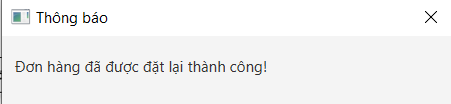 Thông báo
Đơn hàng đã được đặt lại thành công!